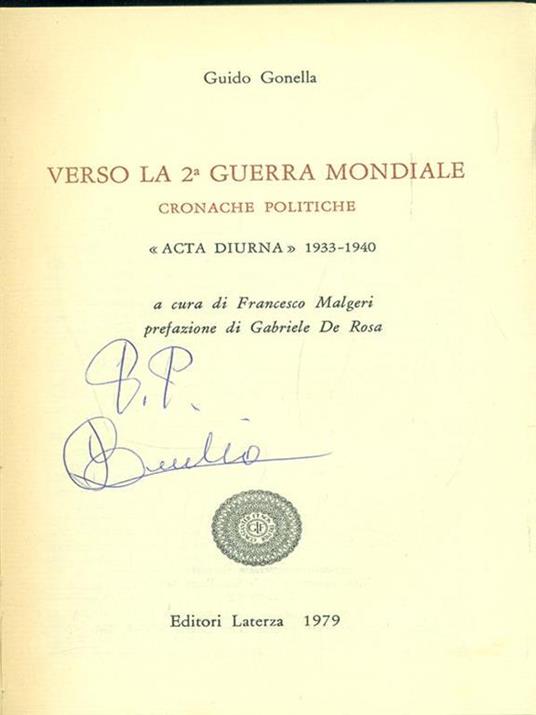 Guido Gonella
VERSO LA 2ª GUERRA MONDIALE
CRONACHE POLITICHE
« ACTA DIURNA » 1933-1940
a cura di Francesco Malgeri
prefazione di Gabriele De Rosa
Editori Laterza 1979